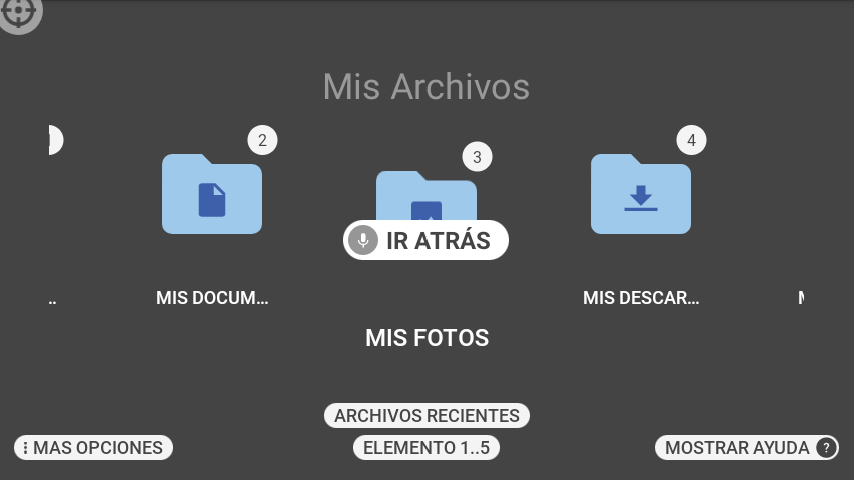 Mis Archivos
2
3
4
IR ATRÁS
..
MIS DOCUM...
MIS DESCAR...
MIS FOTOS
ARCHIVOS RECIENTES
MAS OPCIONES
ELEMENTO 1..5
MOSTRAR AYUDA ?